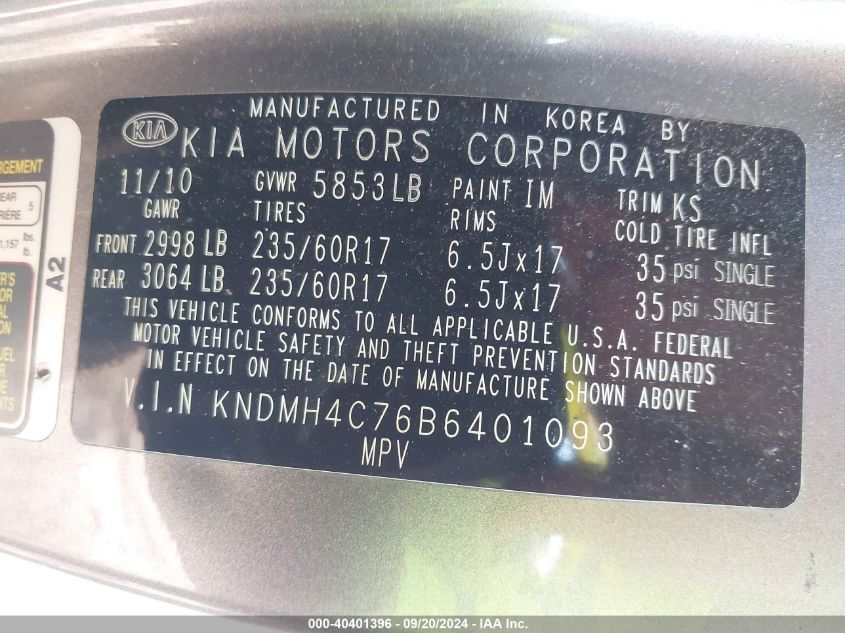 MANUFACTURED IN KOREA BY
KIA KIA MOTORS CORPORATION
11/10 GVWR 5853LB PAINT IM TRIM KS
GAWR TIRES RIMS COLD TIRE INFL
FRONT 2998 LB 235/60R17 6.5Jx17 35 psi SINGLE
REAR 3064 LB 235/60R17 6.5Jx17 35 psi SINGLE
THIS VEHICLE CONFORMS TO ALL APPLICABLE U.S.A. FEDERAL
MOTOR VEHICLE SAFETY AND THEFT PREVENTION STANDARDS
IN EFFECT ON THE DATE OF MANUFACTURE SHOWN ABOVE
V.I.N KNDMH4C76B6401093
MPV
5
lbs.
lb.
A2
000-40401396 - 09/20/2024 - IAA Inc.